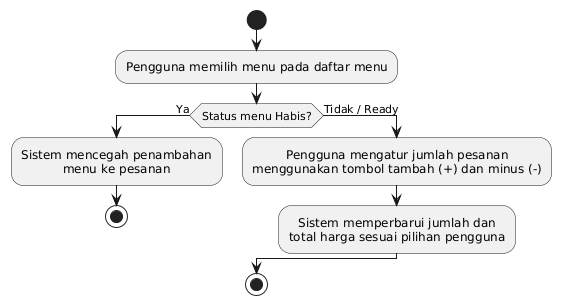 Pengguna memilih menu pada daftar menu
Ya
Status menu Habis?
Tidak / Ready
Sistem mencegah penambahan
menu ke pesanan
Pengguna mengatur jumlah pesanan
menggunakan tombol tambah (+) dan minus (-)
Sistem memperbarui jumlah dan
total harga sesuai pilihan pengguna